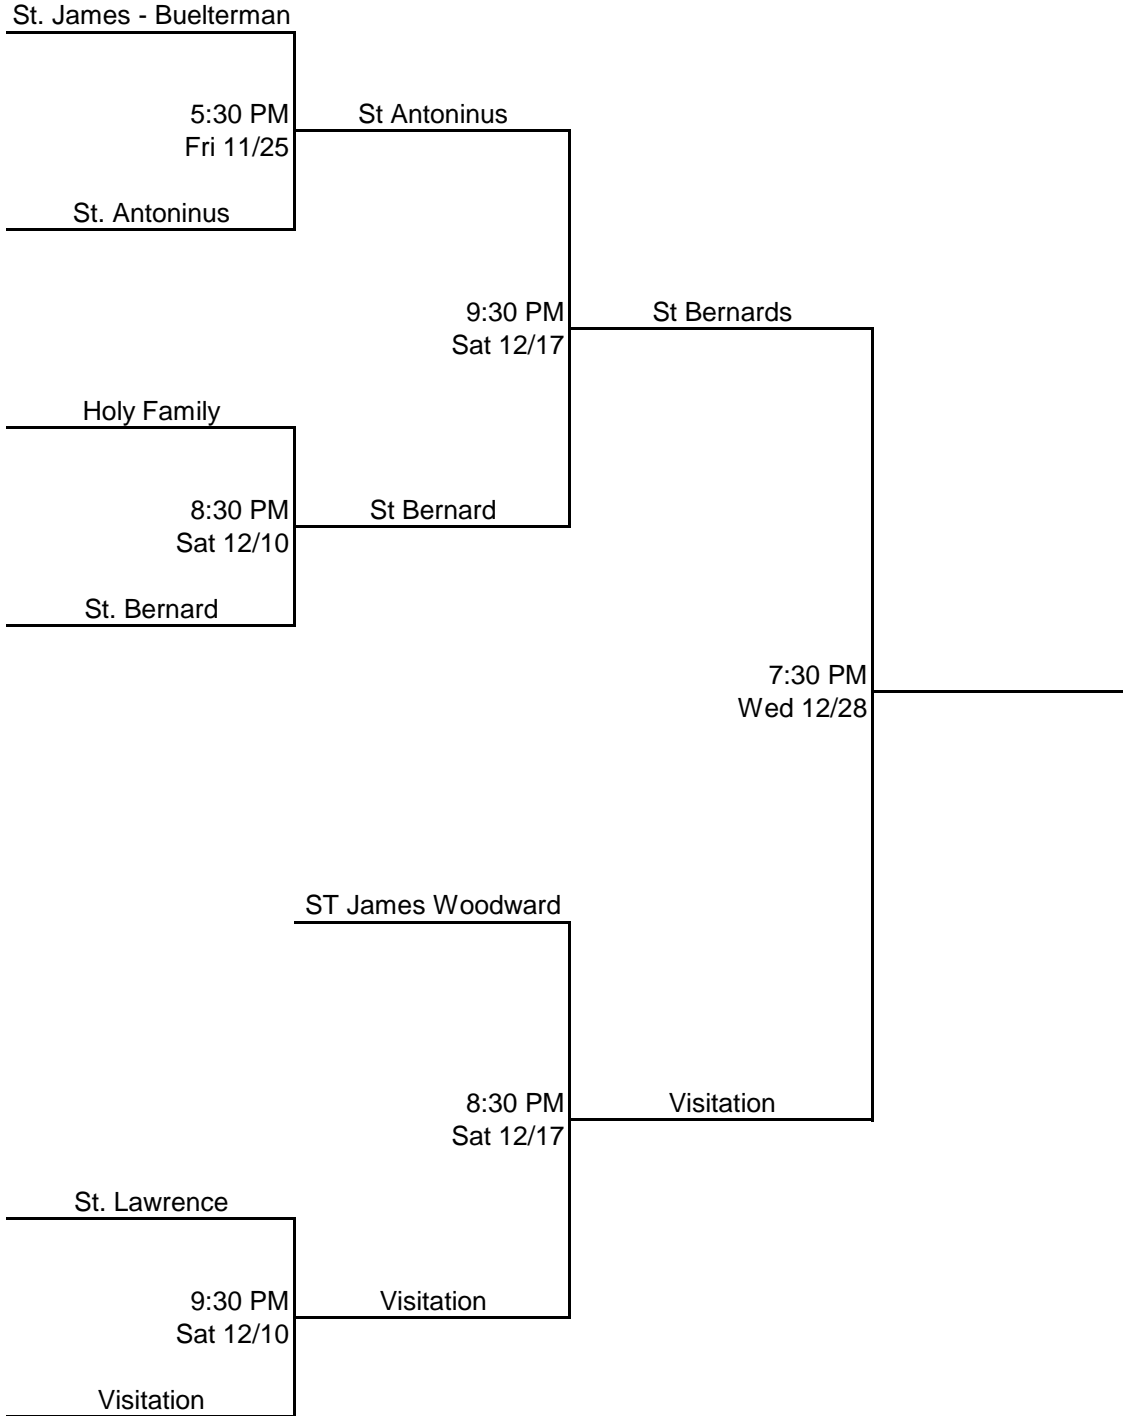 St. James - Buelterman
5:30 PM
St Antoninus
Fri 11/25
St. Antoninus
9:30 PM
St Bernards
Sat 12/17
Holy Family
8:30 PM
St Bernard
Sat 12/10
St. Bernard
7:30 PM
Wed 12/28
ST James Woodward
8:30 PM
Visitation
Sat 12/17
St. Lawrence
9:30 PM
Visitation
Sat 12/10
Visitation